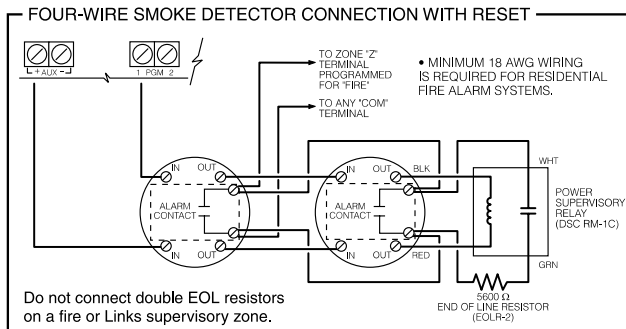 FOUR-WIRE SMOKE DETECTOR CONNECTION WITH RESET
+ AUX -
1 PGM 2
TO ZONE "Z"
TERMINAL
PROGRAMMED
FOR "FIRE"
TO ANY "COM"
TERMINAL
• MINIMUM 18 AWG WIRING
IS REQUIRED FOR RESIDENTIAL
FIRE ALARM SYSTEMS.
IN OUT
ALARM
CONTACT
IN OUT
IN OUT
ALARM
CONTACT
IN OUT
BLK
RED
WHT
POWER
SUPERVISORY
RELAY
(DSC RM-1C)
GRN
5600 Ω
END OF LINE RESISTOR
(EOLR-2)
Do not connect double EOL resistors
on a fire or Links supervisory zone.